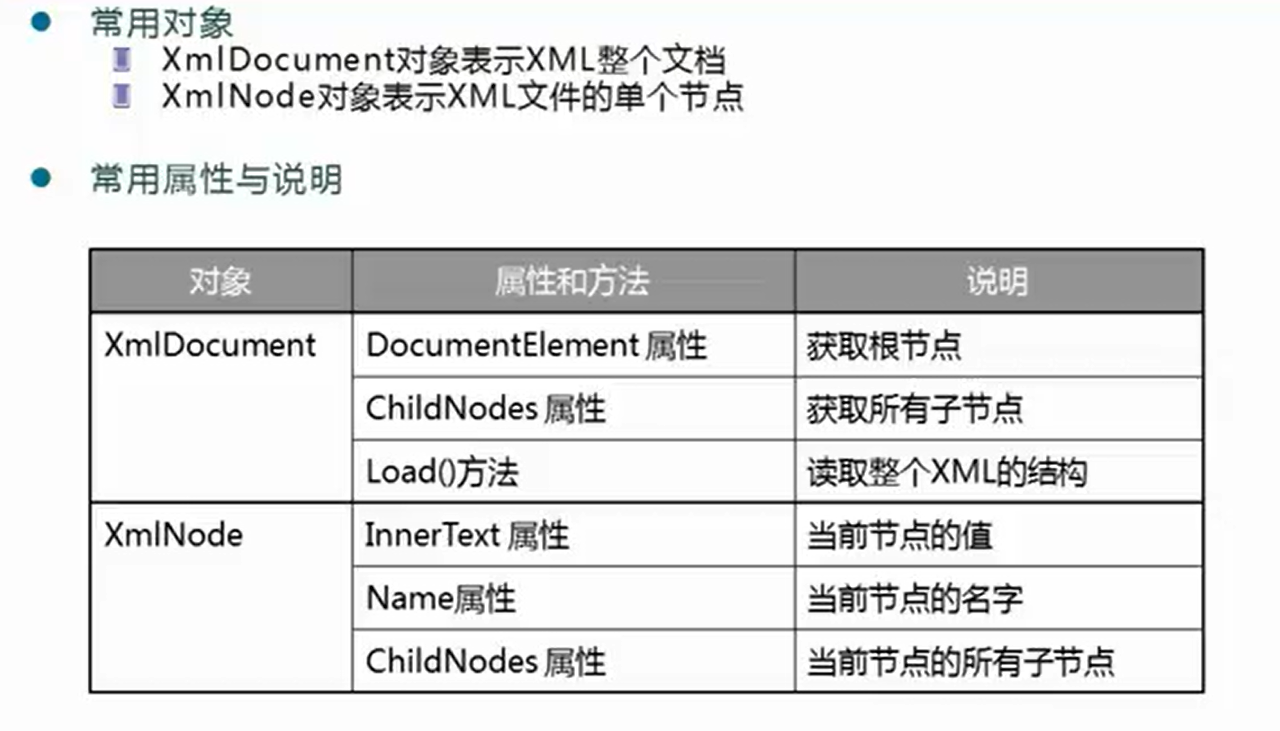 常用对象
XmlDocument对象表示XML整个文档
XmlNode对象表示XML文件的单个节点
常用属性与说明
对象 属性和方法 说明
XmlDocument DocumentElement 属性 获取根节点
ChildNodes 属性 获取所有子节点
Load()方法 读取整个XML的结构
XmlNode InnerText 属性 当前节点的值
Name属性 当前节点的名字
ChildNodes 属性 当前节点的所有子节点